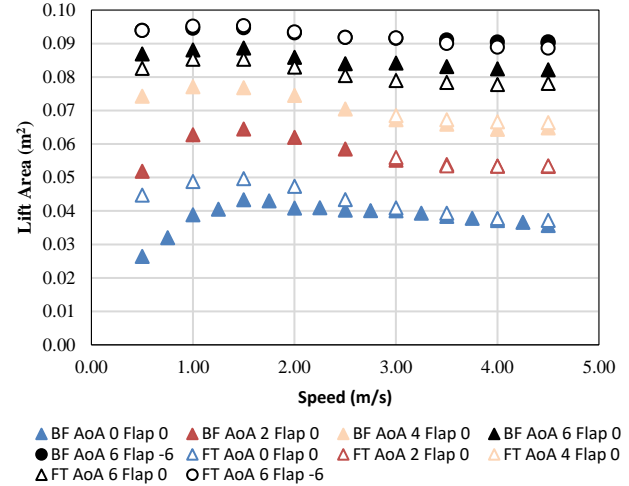 0.10
0.09
0.08
0.07
0.06
0.05
0.04
0.03
0.02
0.01
0.00
Lift Area (m²)
0.00 1.00 2.00 3.00 4.00 5.00
Speed (m/s)
BF AoA 0 Flap 0 BF AoA 2 Flap 0 BF AoA 4 Flap 0 BF AoA 6 Flap 0
BF AoA 6 Flap -6 FT AoA 0 Flap 0 FT AoA 2 Flap 0 FT AoA 4 Flap 0
FT AoA 6 Flap 0 FT AoA 6 Flap -6